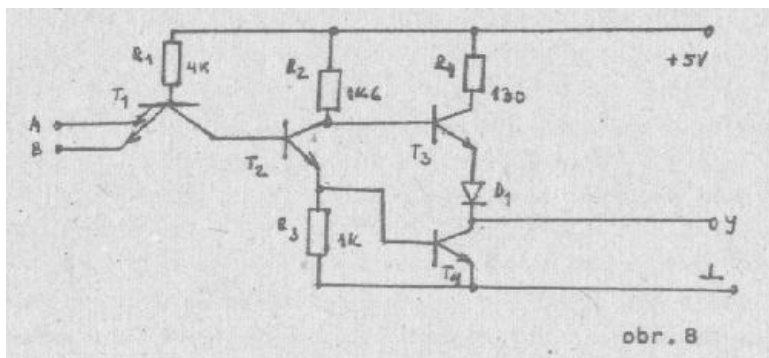 R1
4K
R2
1K6
R4
130
+5V
T1
A
B
T2
T3
D1
R3
1K
T4
y
⊥
obr. 8